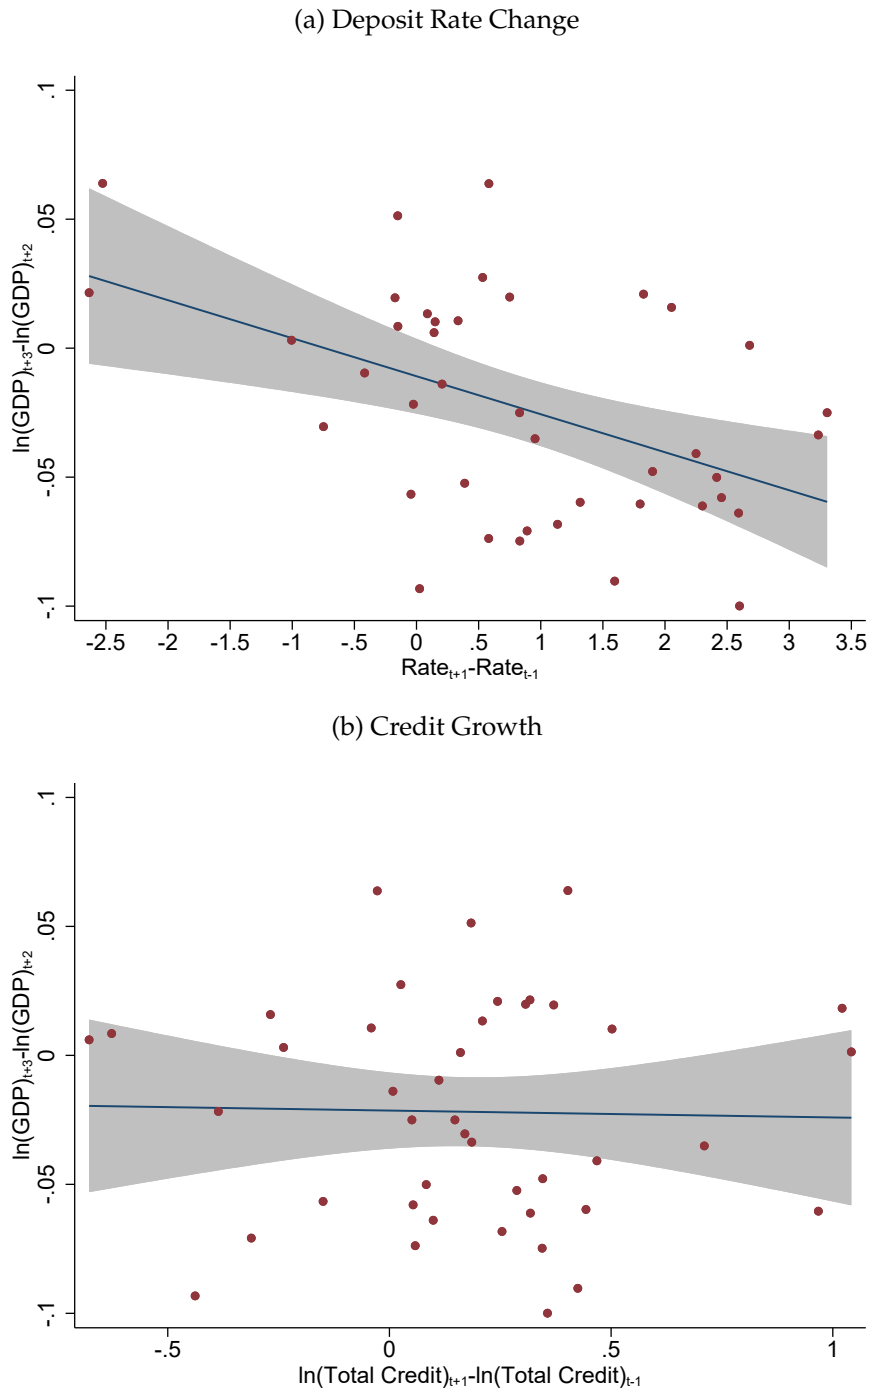 (a) Deposit Rate Change
ln(GDP)t+3-ln(GDP)t+2
.1
.05
0
-.05
-.1
-2.5 -2 -1.5 -1 -.5 0 .5 1 1.5 2 2.5 3 3.5
Ratet+1-Ratet-1
(b) Credit Growth
ln(GDP)t+3-ln(GDP)t+2
.1
.05
0
-.05
-.1
-.5 0 .5 1
ln(Total Credit)t+1-ln(Total Credit)t-1